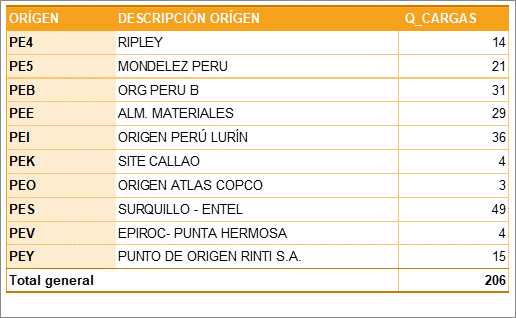 ORÍGEN DESCRIPCIÓN ORÍGEN Q_CARGAS
PE4 RIPLEY 14
PE5 MONDELEZ PERU 21
PEB ORG PERU B 31
PEE ALM. MATERIALES 29
PEI ORIGEN PERÚ LURÍN 36
PEK SITE CALLAO 4
PEO ORIGEN ATLAS COPCO 3
PES SURQUILLO - ENTEL 49
PEV EPIROC- PUNTA HERMOSA 4
PEY PUNTO DE ORIGEN RINTI S.A. 15
Total general 206